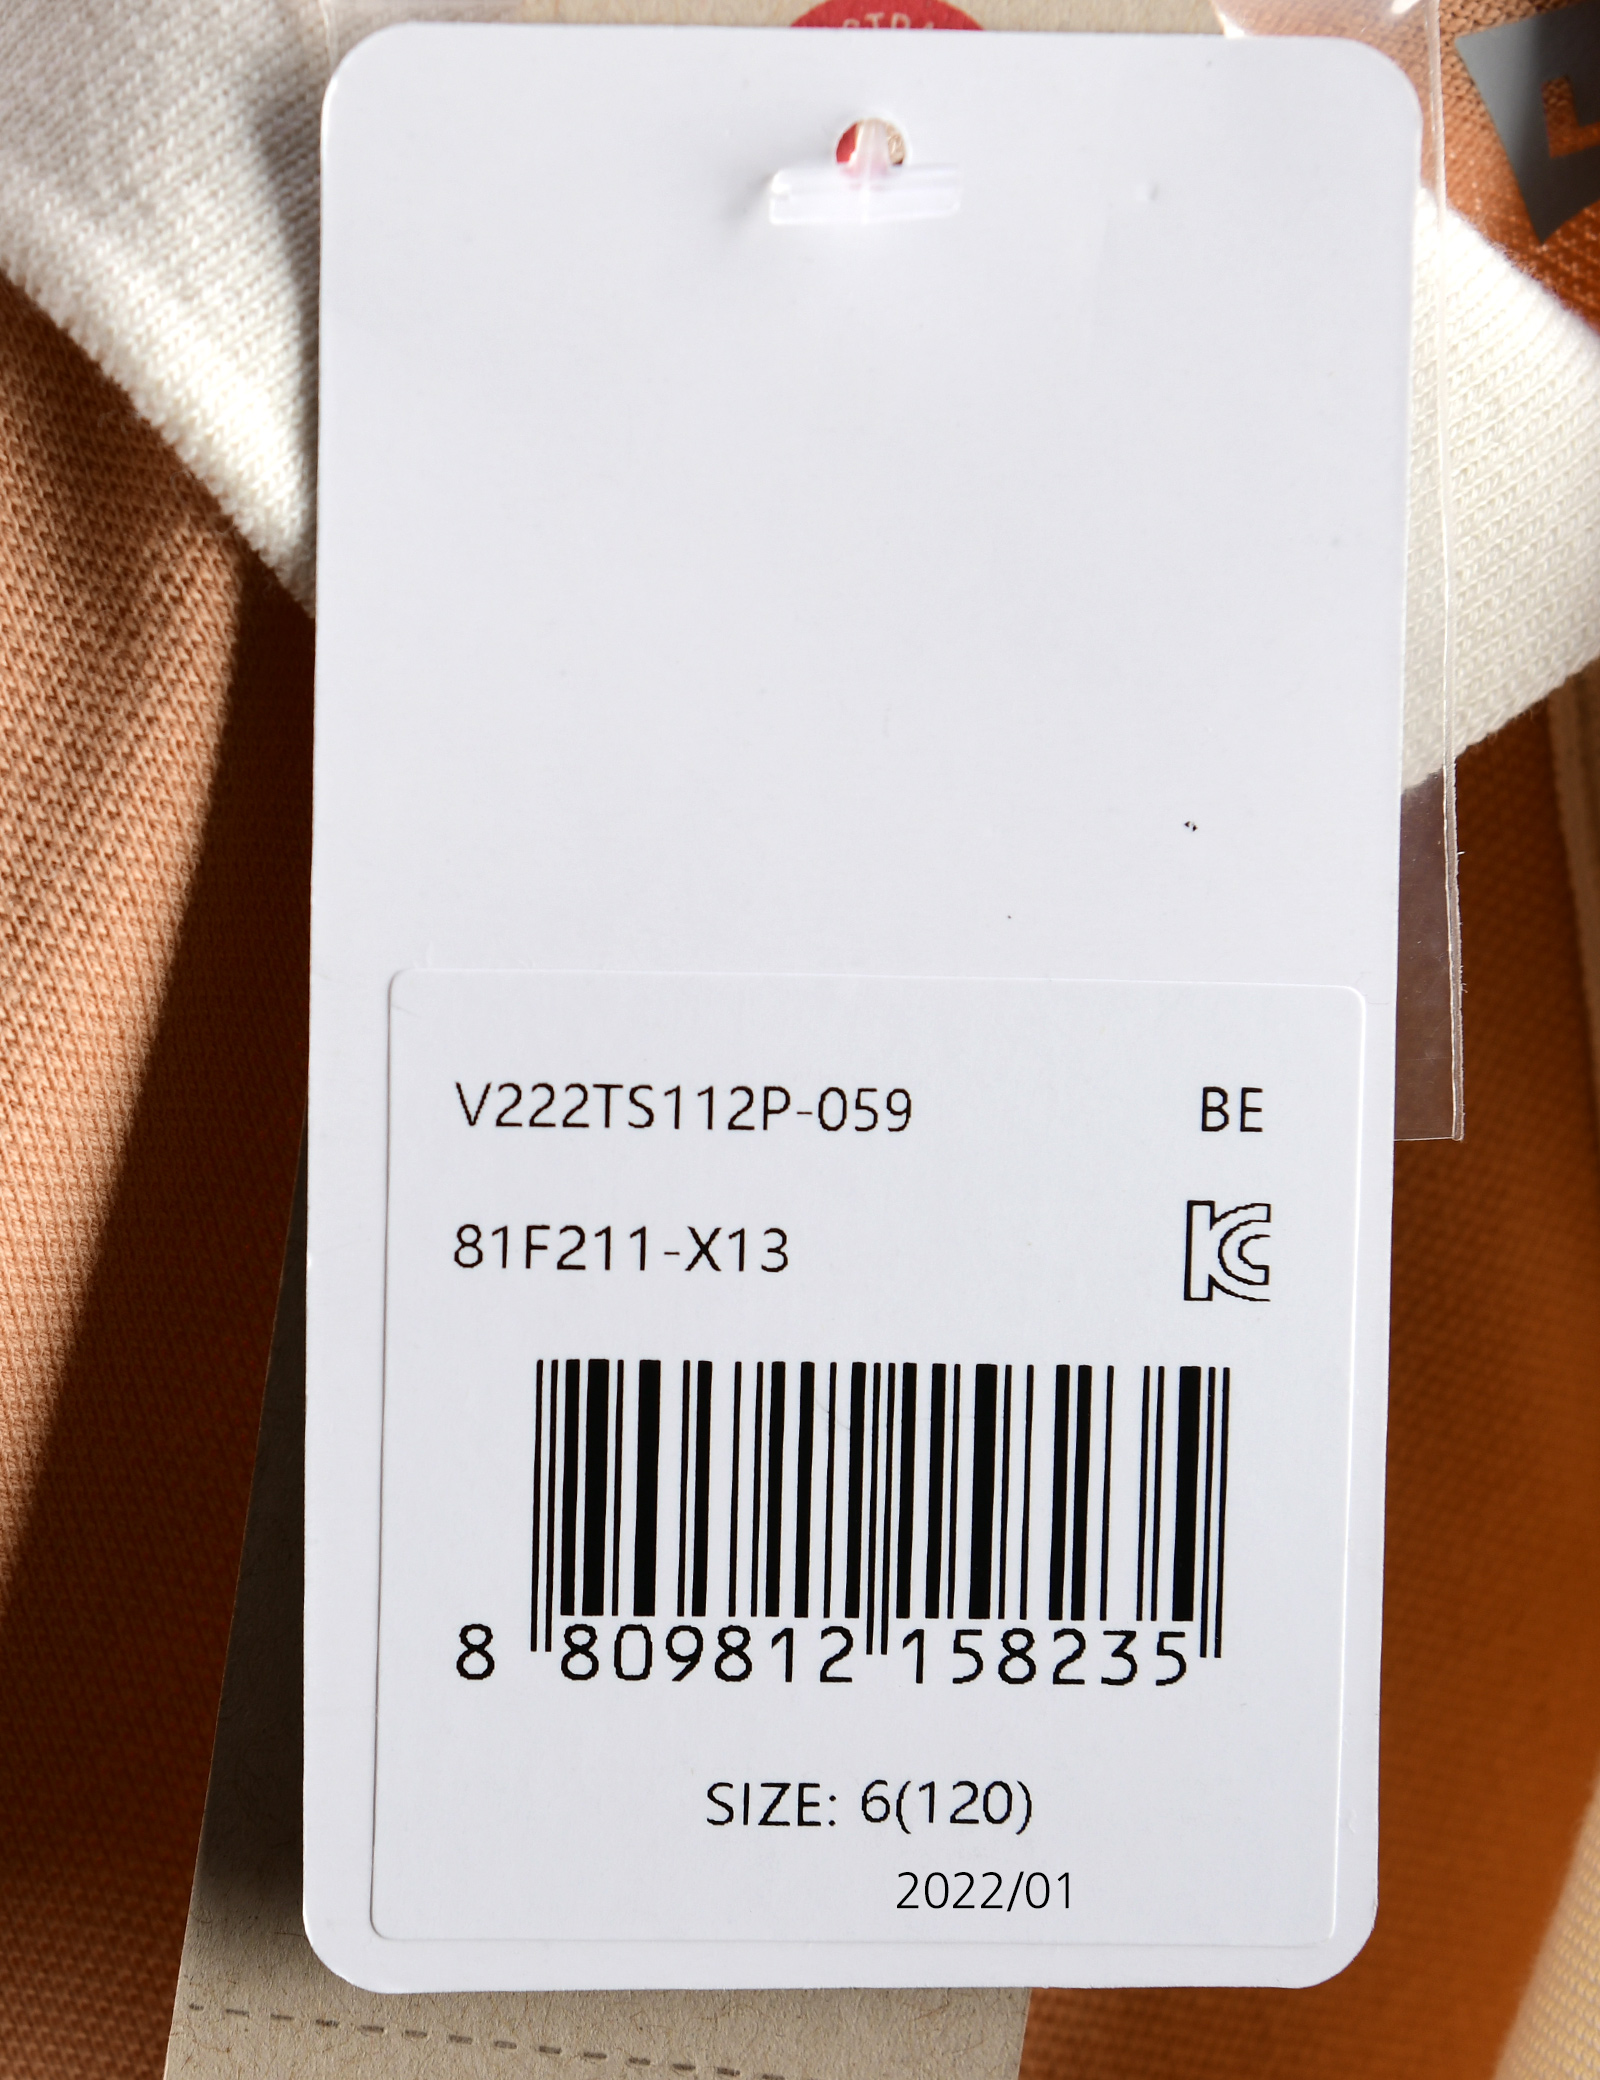 V222TS112P-059 BE
81F211-X13
8 809812 158235
SIZE: 6(120)
2022/01